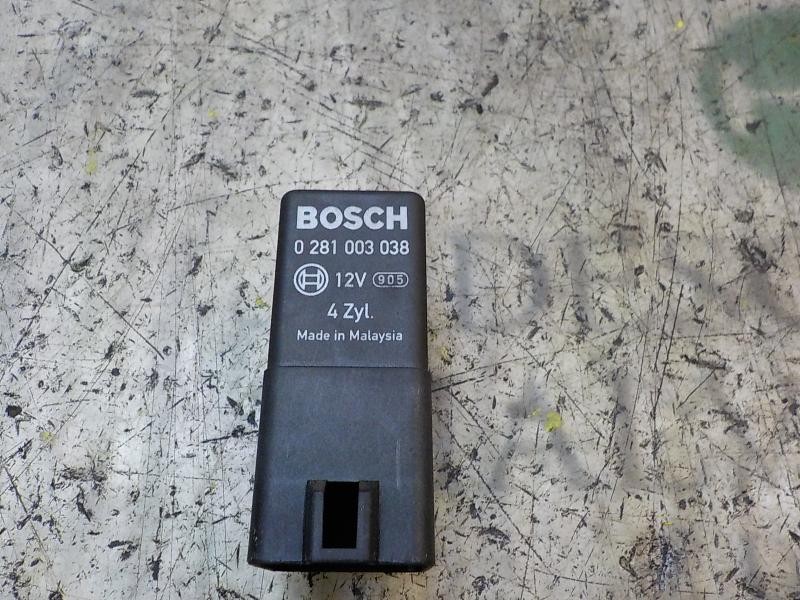 BOSCH
0 281 003 038
12V 905
4 Zyl.
Made in Malaysia